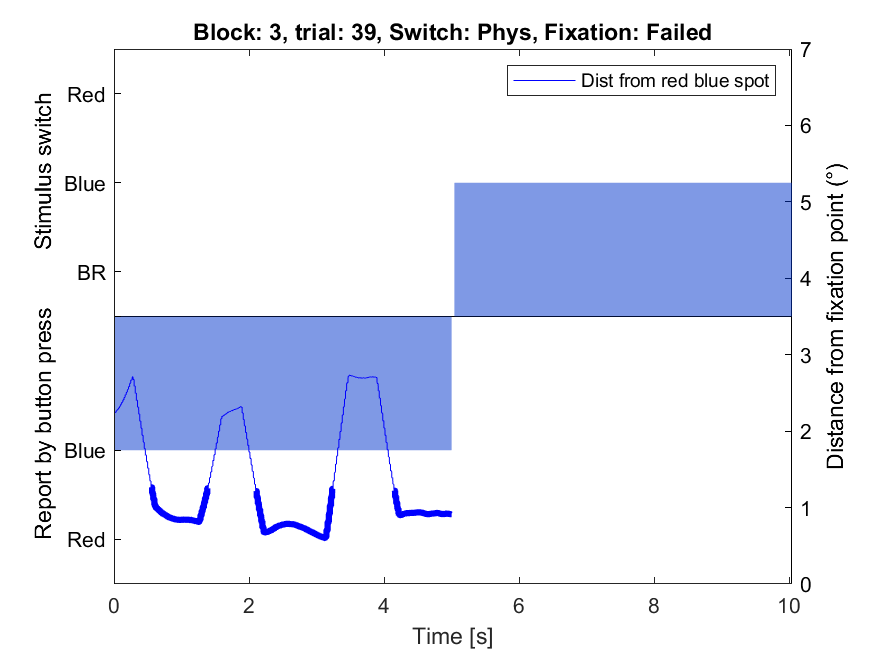 Block: 3, trial: 39, Switch: Phys, Fixation: Failed
Dist from red blue spot
Stimulus switch
Red
Blue
BR
Report by button press
Blue
Red
7
6
5
4
3
2
1
0
Distance from fixation point (°)
0 2 4 6 8 10
Time [s]